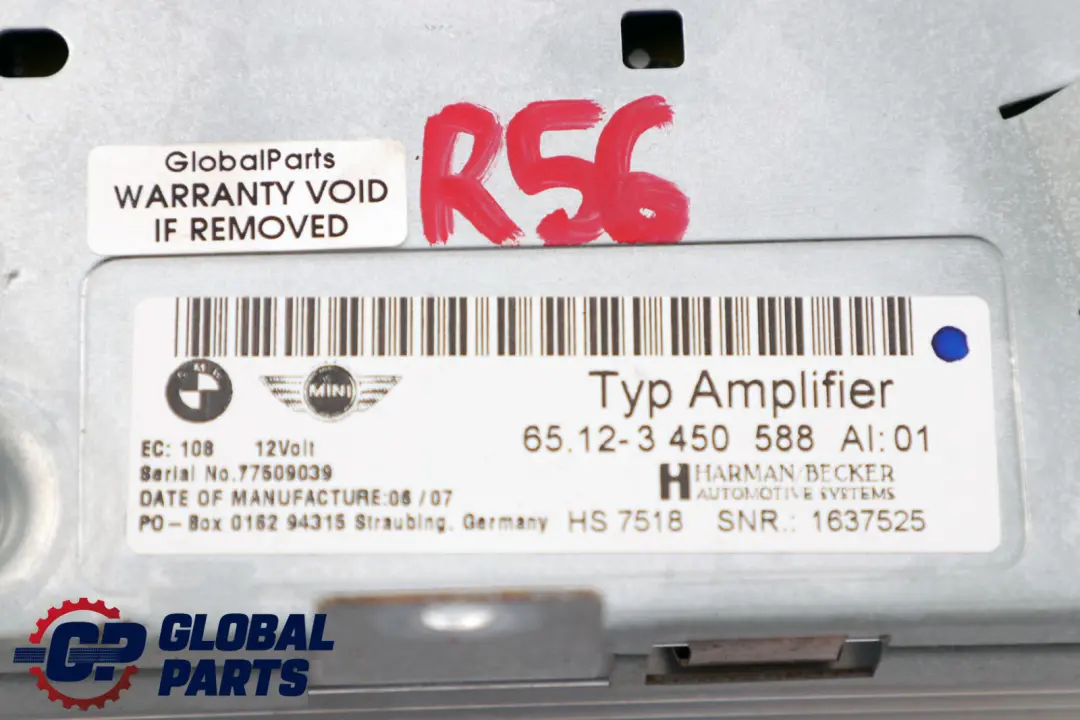 R56
GlobalParts
WARRANTY VOID
IF REMOVED
BMW
MINI
Typ Amplifier
65.12-3 450 588 AI:01
EC: 108 12Volt
Serial No.77509039
HARMAN/BECKER
AUTOMOTIVE SYSTEMS
DATE OF MANUFACTURE:06/07
PO-Box 0162 94315 Straubing. Germany HS 7518 SNR.: 1637525
GP GLOBAL
PARTS